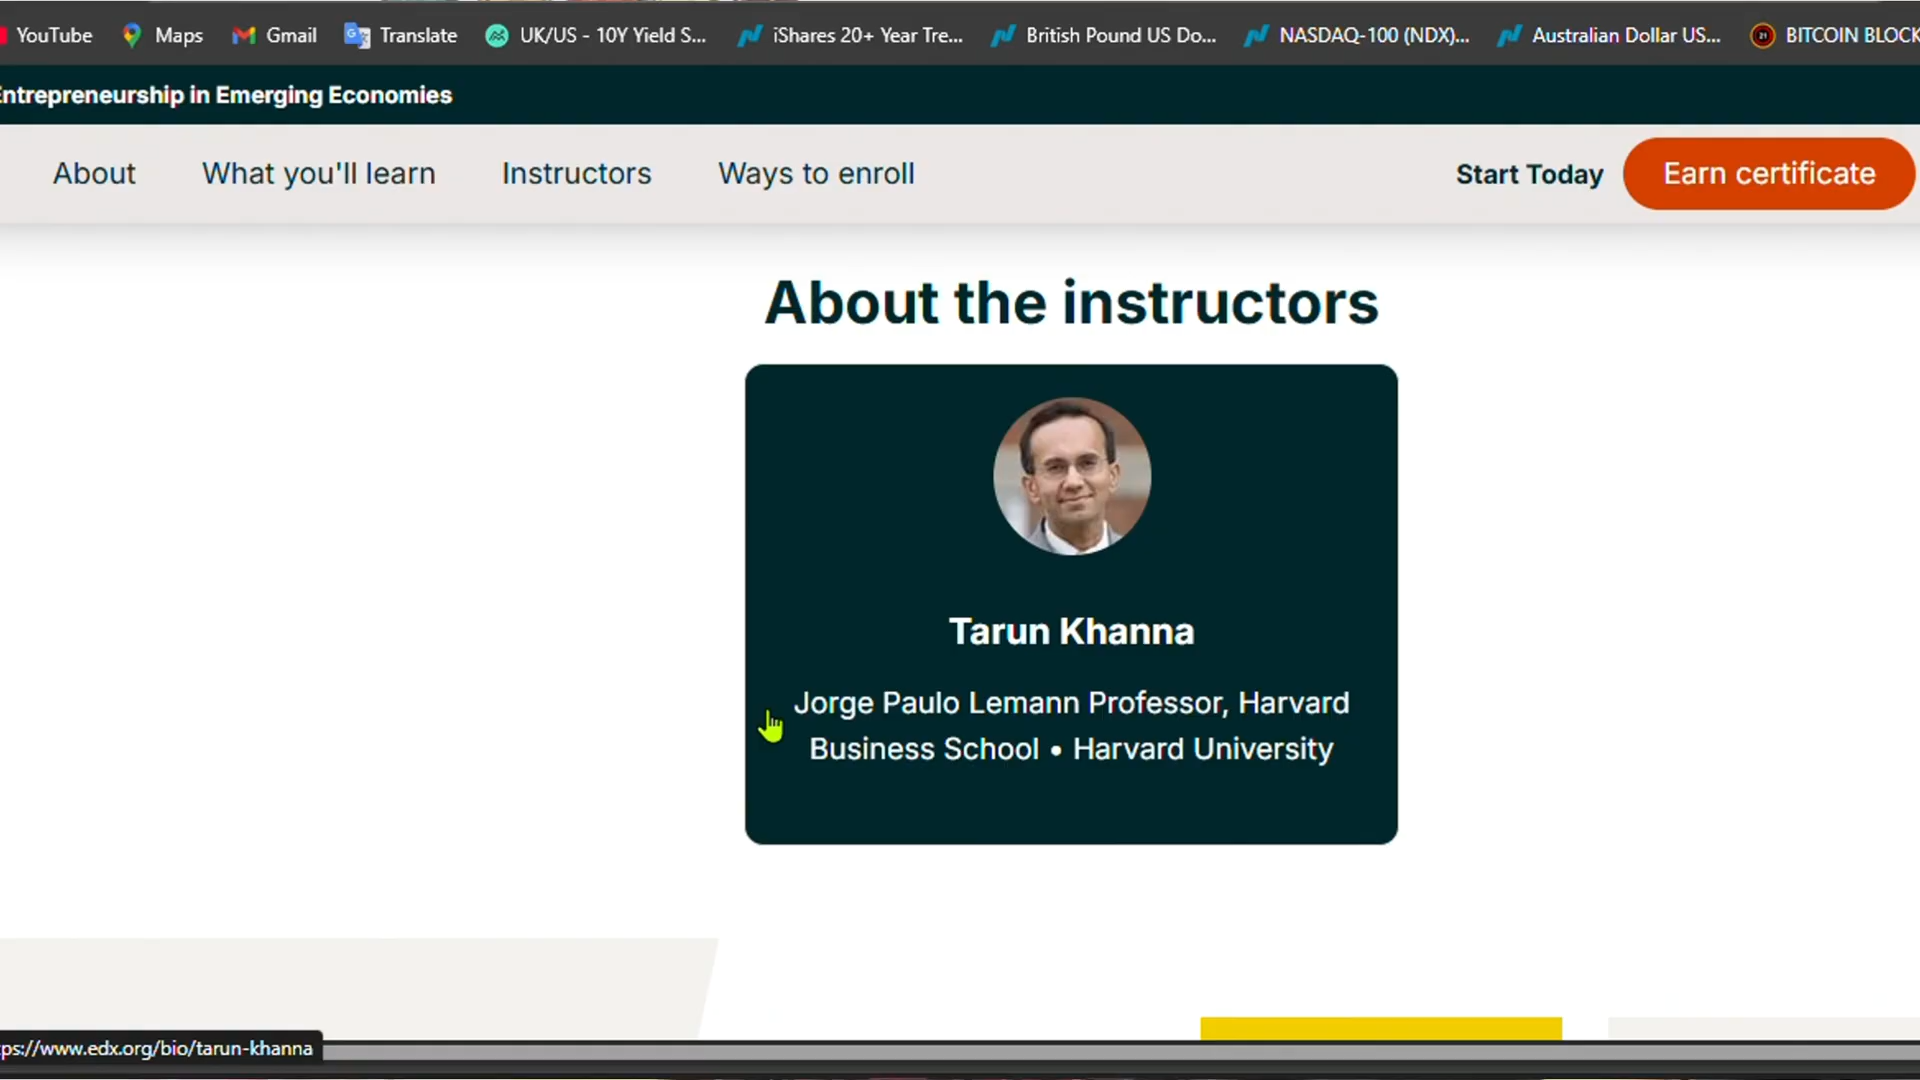 YouTube Maps Gmail Translate UK/US - 10Y Yield S... iShares 20+ Year Tre... British Pound US Do... NASDAQ-100 (NDX)... Australian Dollar US... BITCOIN BLOCK
Entrepreneurship in Emerging Economies
About What you'll learn Instructors Ways to enroll Start Today Earn certificate
About the instructors
Tarun Khanna
Jorge Paulo Lemann Professor, Harvard
Business School • Harvard University
ps://www.edx.org/bio/tarun-khanna